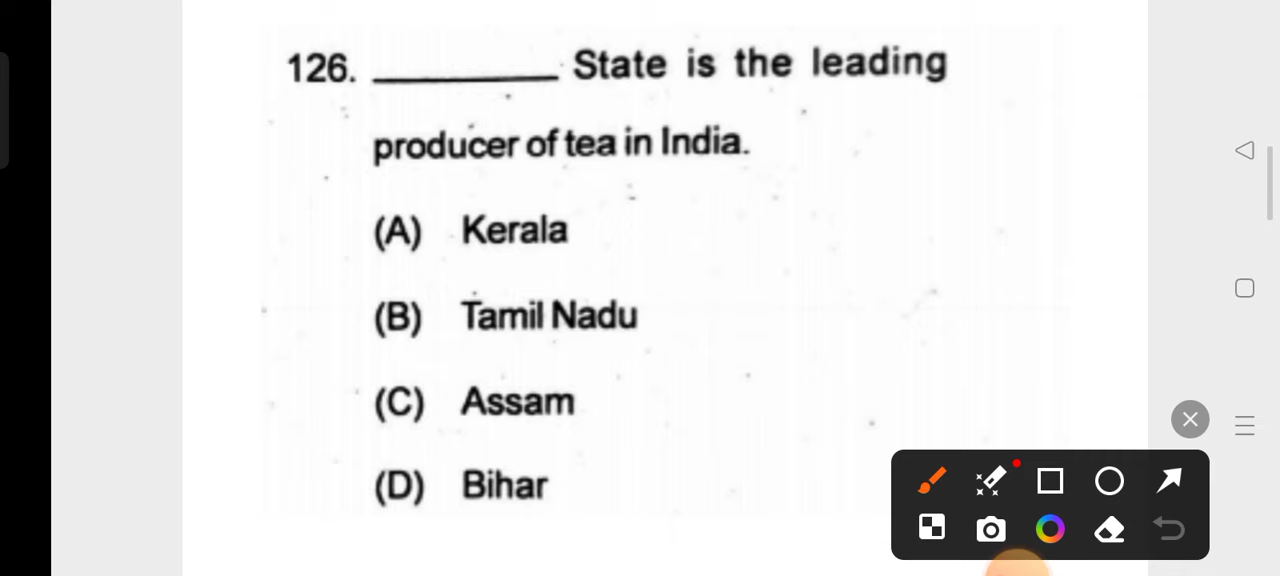 126. ________ State is the leading
producer of tea in India.
(A) Kerala
(B) Tamil Nadu
(C) Assam
(D) Bihar